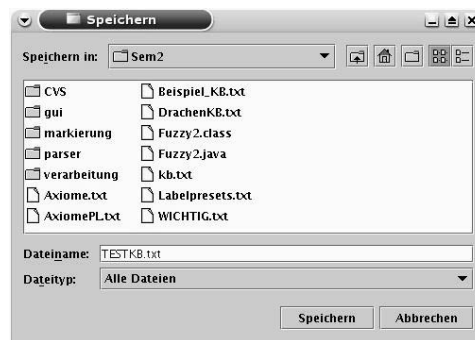 Speichern
Speichern in: Sem2
CVS
gui
markierung
parser
verarbeitung
Axiome.txt
AxiomePL.txt
Beispiel_KB.txt
DrachenKB.txt
Fuzzy2.class
Fuzzy2.java
kb.txt
Labelpresets.txt
WICHTIG.txt
Dateiname: TESTKB.txt
Dateityp: Alle Dateien
Speichern Abbrechen